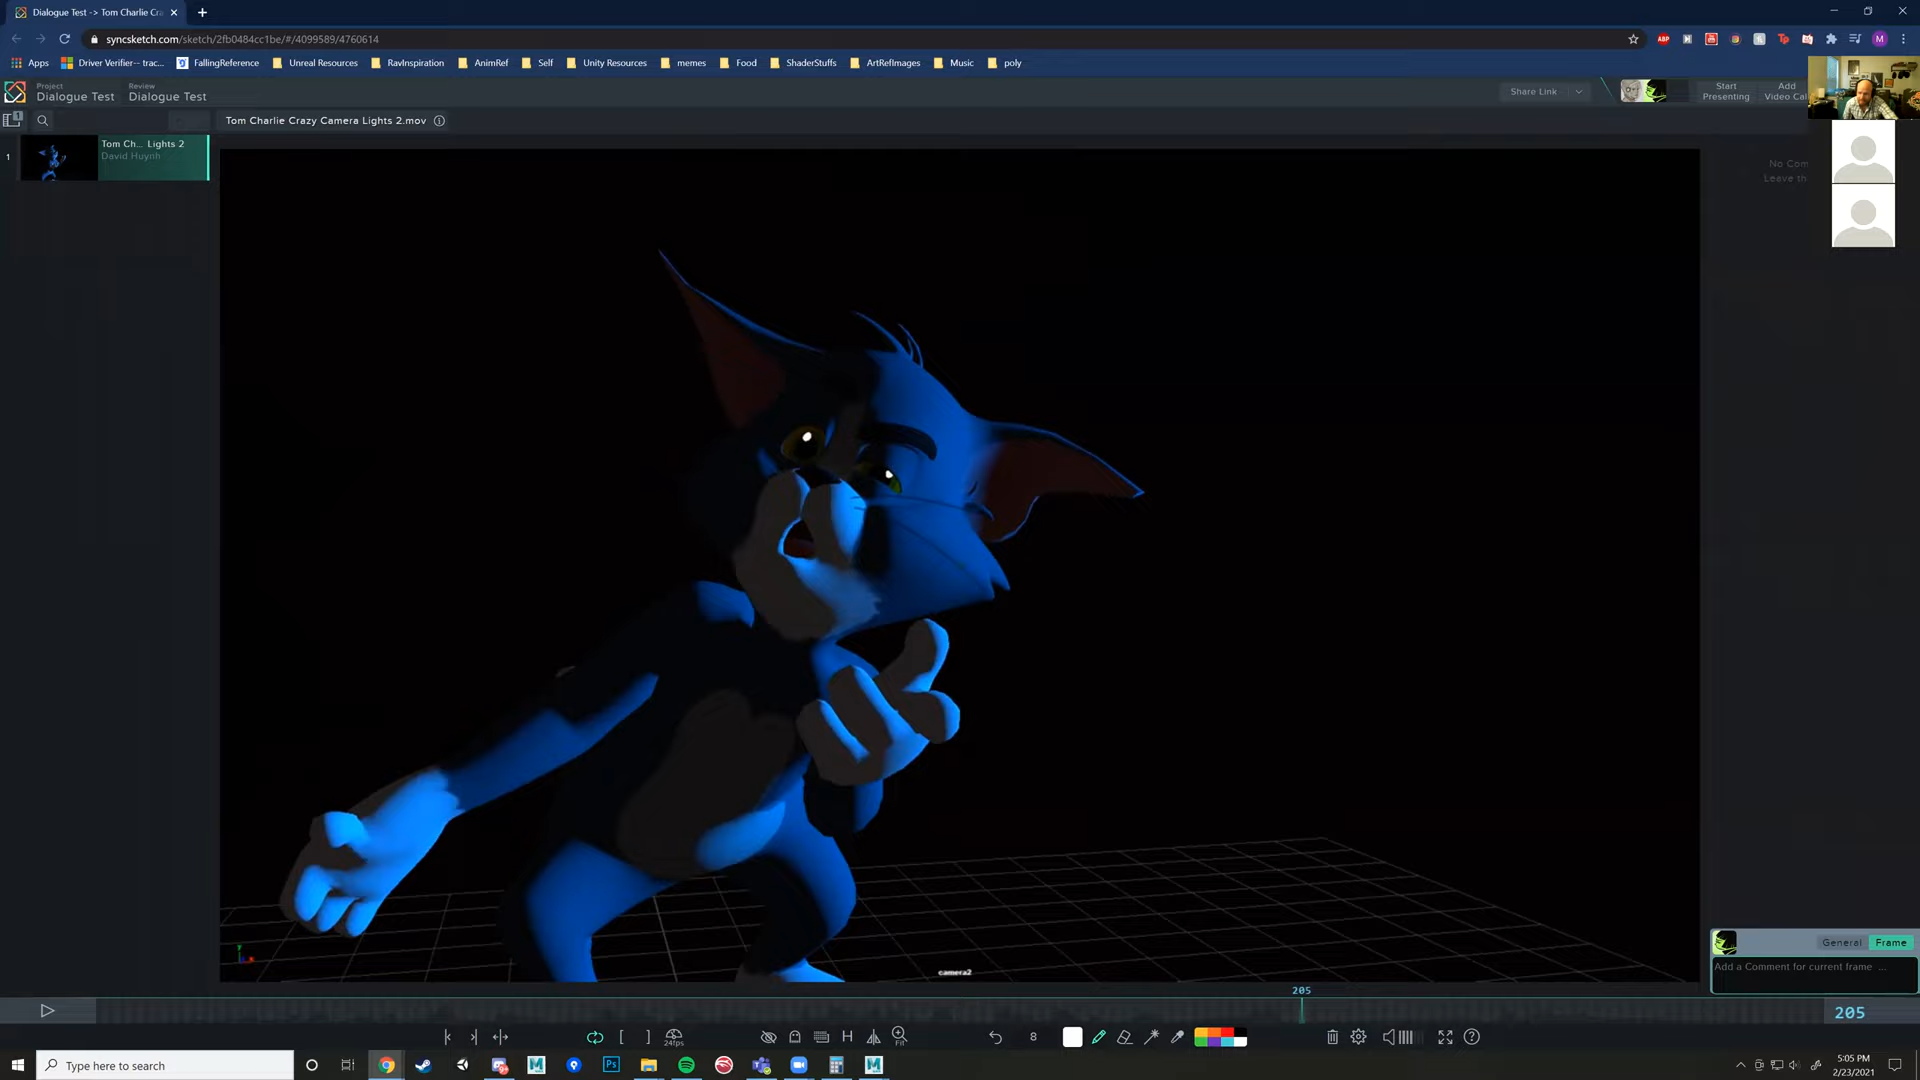 Dialogue Test -> Tom Charlie Cra
syncsketch.com/sketch/2fb0484cc1be/#/4099589/4760614
Apps
Driver Verifier-- trac...
FallingReference
Unreal Resources
RavInspiration
AnimRef
Self
Unity Resources
memes
Food
ShaderStuffs
ArtRefImages
Music
poly
Project
Dialogue Test
Review
Dialogue Test
Share Link
Start
Presenting
Add
Video Cal
1
Tom Charlie Crazy Camera Lights 2.mov
1
Tom Ch... Lights 2
David Huynh
No Com
Leave th
camera2
General
Frame
Add a Comment for current frame ...
205
205
24fps
H
Fit
8
Type here to search
5:05 PM
2/23/2021